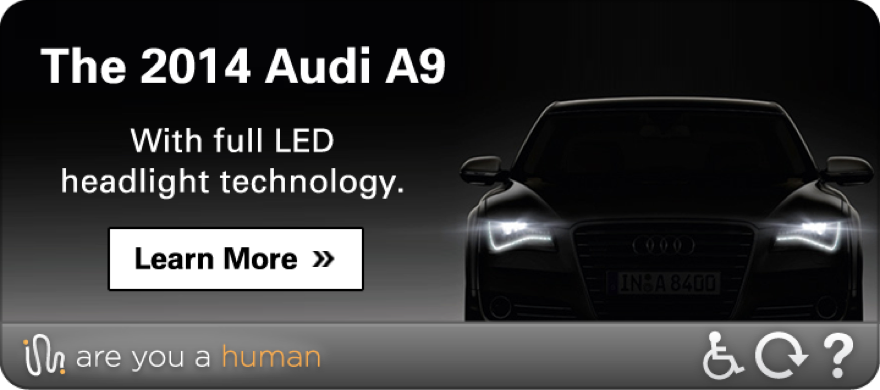 The 2014 Audi A9
With full LED
headlight technology.
Learn More »
IN·A 8400
are you a human
?